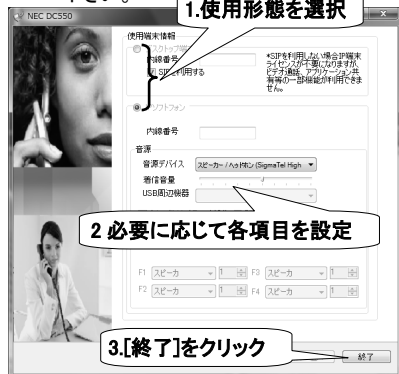 下さい。
1.使用形態を選択
NEC DC550
使用端末情報
デスクトップ端
内線番号
SIPを利用する
*SIPを利用しない場合IP端末
ライセンスが不要になりますが、
ビデオ通話、アプリケーション共
有等の一部機能が利用できま
せん。
ソフトフォン
内線番号
音源
音源デバイス スピーカー / ヘッドホン (SigmaTel High
着信音量
USB周辺機器
2 必要に応じて各項目を設定
F1 スピーカ 1 F3 スピーカ 1
F2 スピーカ 1 F4 スピーカ 1
3.[終了]をクリック
終了